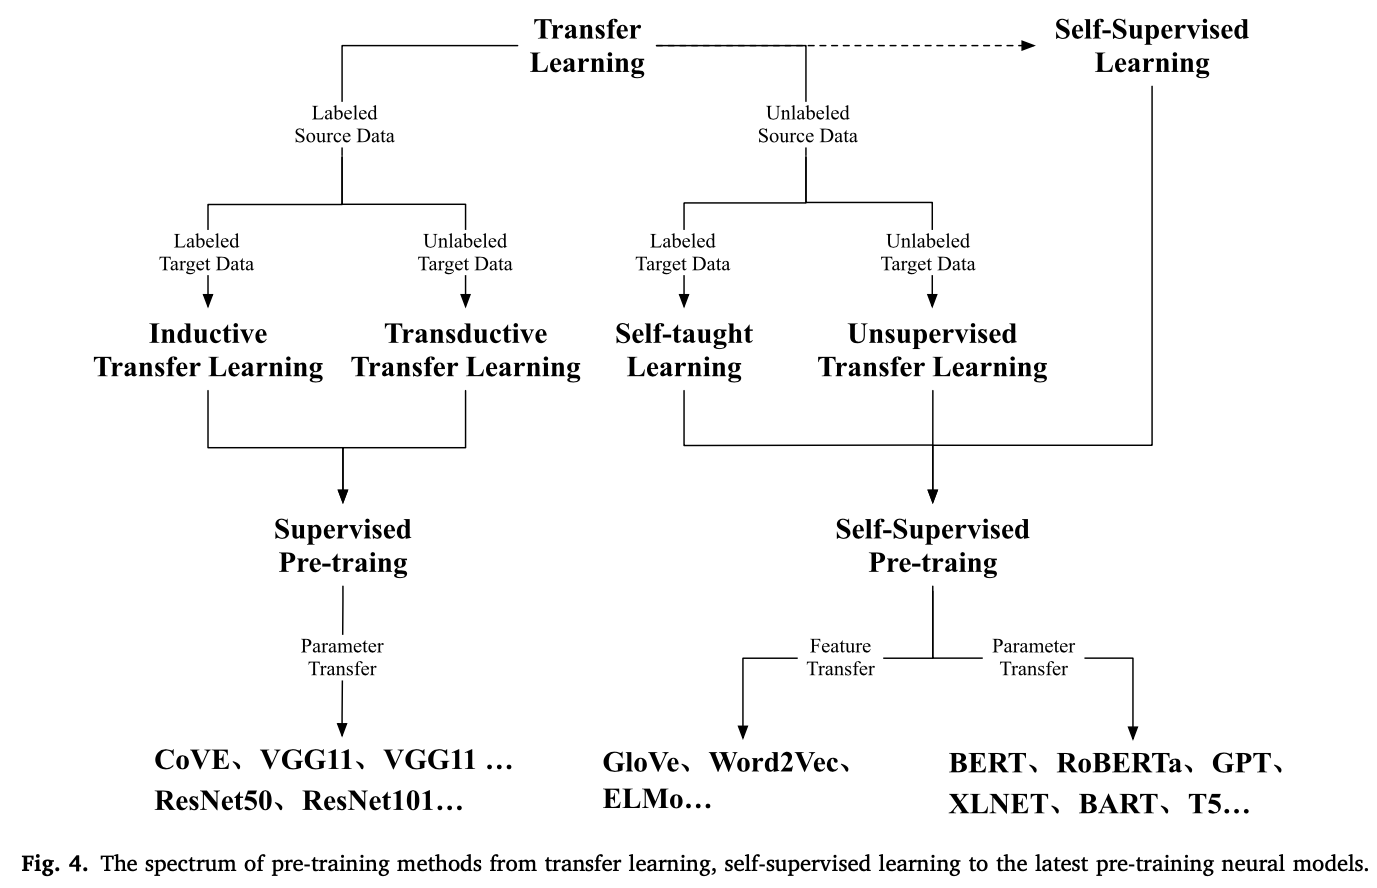 Transfer
Learning
Self-Supervised
Learning
Labeled
Source Data
Unlabeled
Source Data
Labeled
Target Data
Unlabeled
Target Data
Labeled
Target Data
Unlabeled
Target Data
Inductive
Transfer Learning
Transductive
Transfer Learning
Self-taught
Learning
Unsupervised
Transfer Learning
Supervised
Pre-traing
Self-Supervised
Pre-traing
Parameter
Transfer
Feature
Transfer
Parameter
Transfer
CoVE、VGG11、VGG11 …
ResNet50、ResNet101…
GloVe、Word2Vec、
ELMo…
BERT、RoBERTa、GPT、
XLNET、BART、T5…
Fig. 4. The spectrum of pre-training methods from transfer learning, self-supervised learning to the latest pre-training neural models.